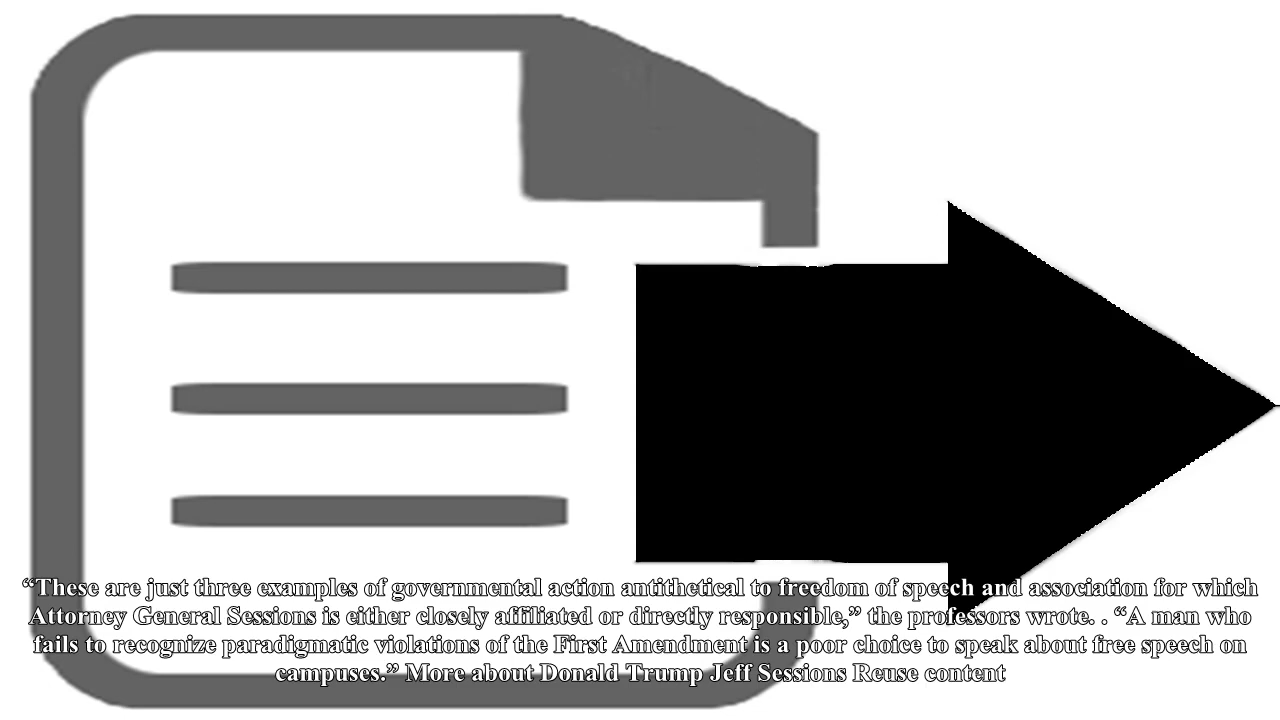 “These are just three examples of governmental action antithetical to freedom of speech and association for which
Attorney General Sessions is either closely affiliated or directly responsible,” the professors wrote. . “A man who
fails to recognize paradigmatic violations of the First Amendment is a poor choice to speak about free speech on
campuses.” More about Donald Trump Jeff Sessions Reuse content